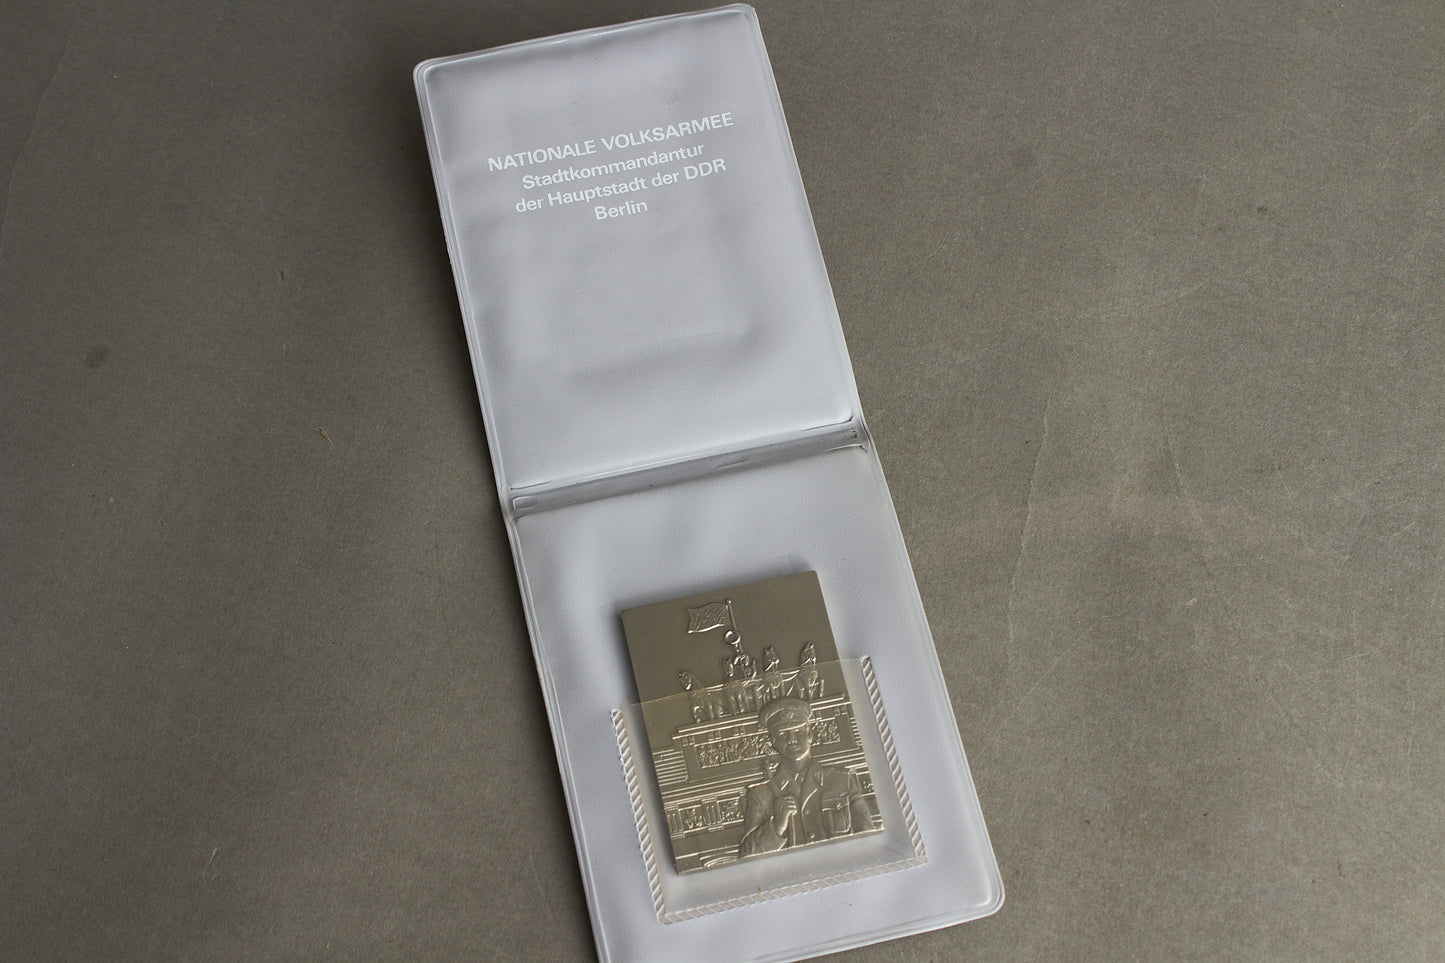 NATIONALE VOLKSARMEE
Stadtkommandantur
der Hauptstadt der DDR
Berlin